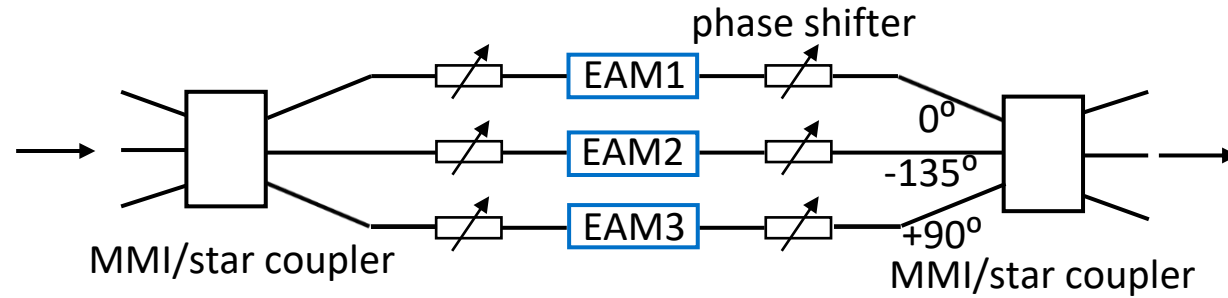 phase shifter
EAM1
0º
EAM2
-135º
EAM3
+90º
MMI/star coupler
MMI/star coupler